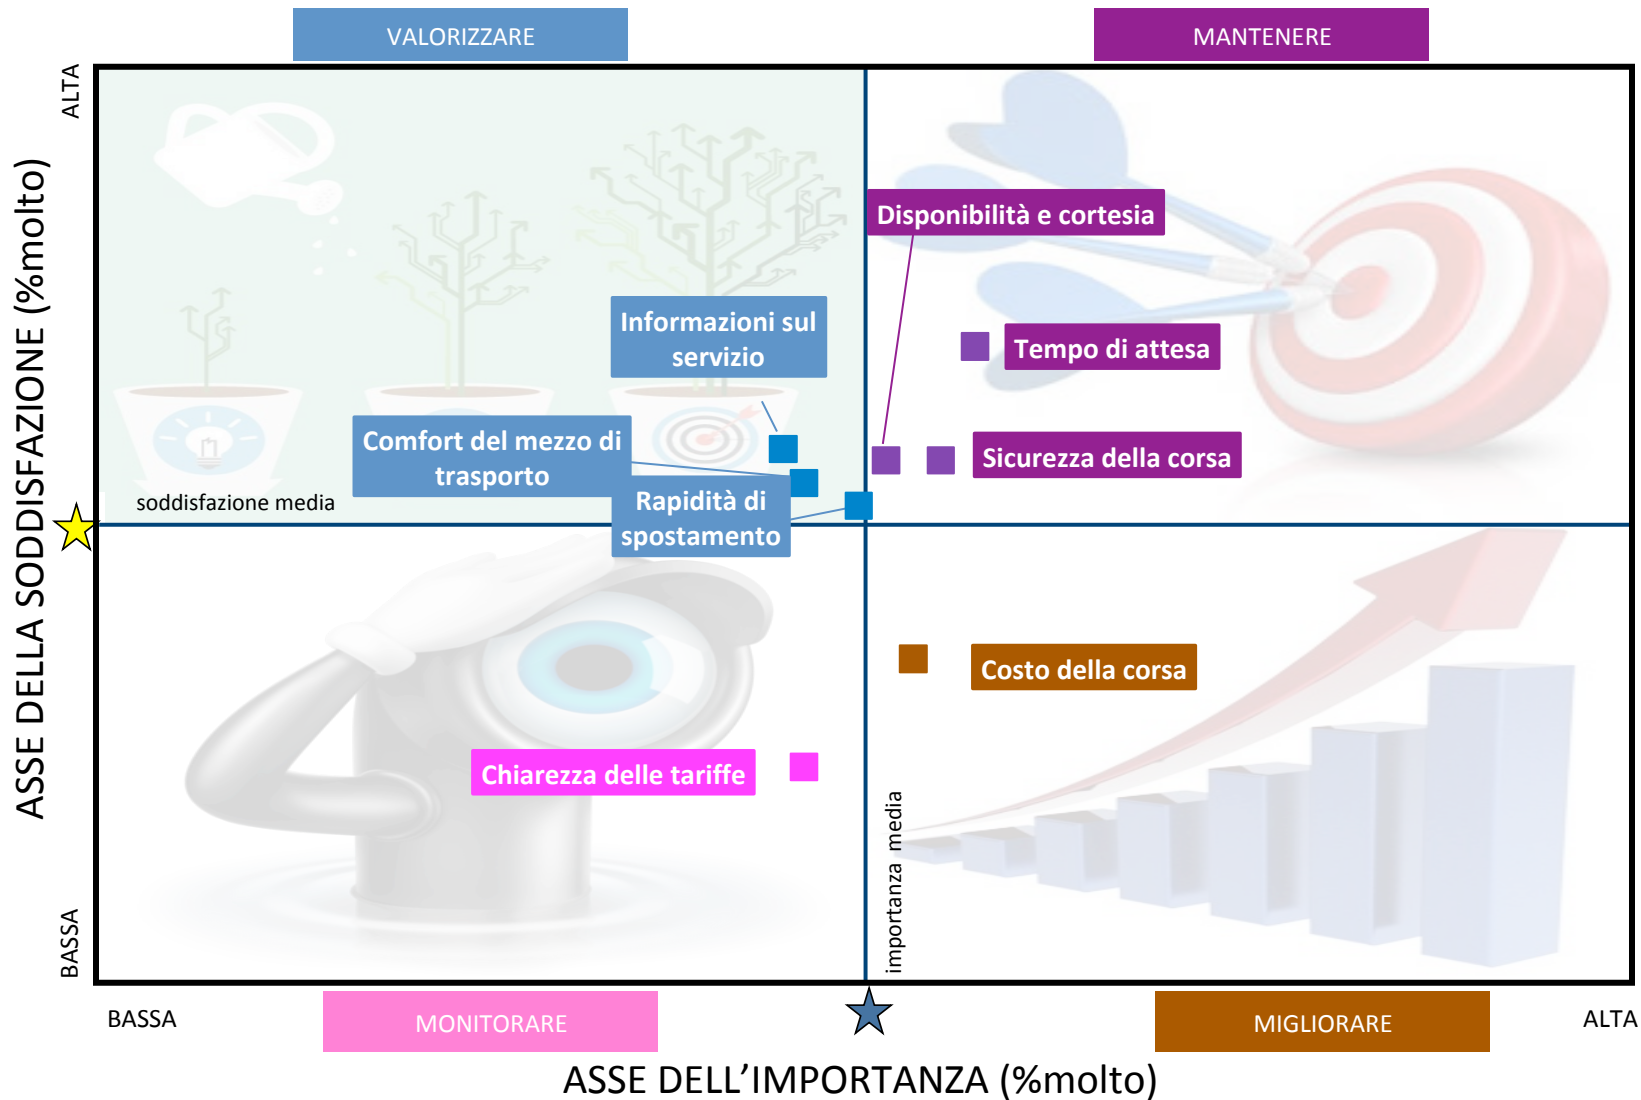 VALORIZZARE
MANTENERE
ALTA
ASSE DELLA SODDISFAZIONE (%molto)
Disponibilità e cortesia
Informazioni sul
servizio
Tempo di attesa
Comfort del mezzo di
trasporto
Sicurezza della corsa
soddisfazione media
Rapidità di
spostamento
Costo della corsa
Chiarezza delle tariffe
importanza media
BASSA
BASSA
MONITORARE
MIGLIORARE
ALTA
ASSE DELL’IMPORTANZA (%molto)